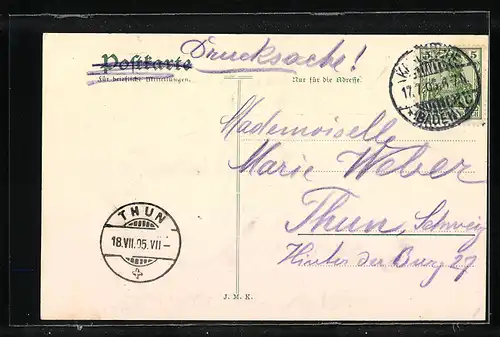 Postkarte Drucksache!
Für briefliche Mitteilungen. Nur für die Adresse.
5
17.7.05.
*(BADEN)
Mademoiselle
Marie Weber
Thun, Schweiz
Hinter der Burg 27
THUN
18.VII.05.VII-
J. M. K.